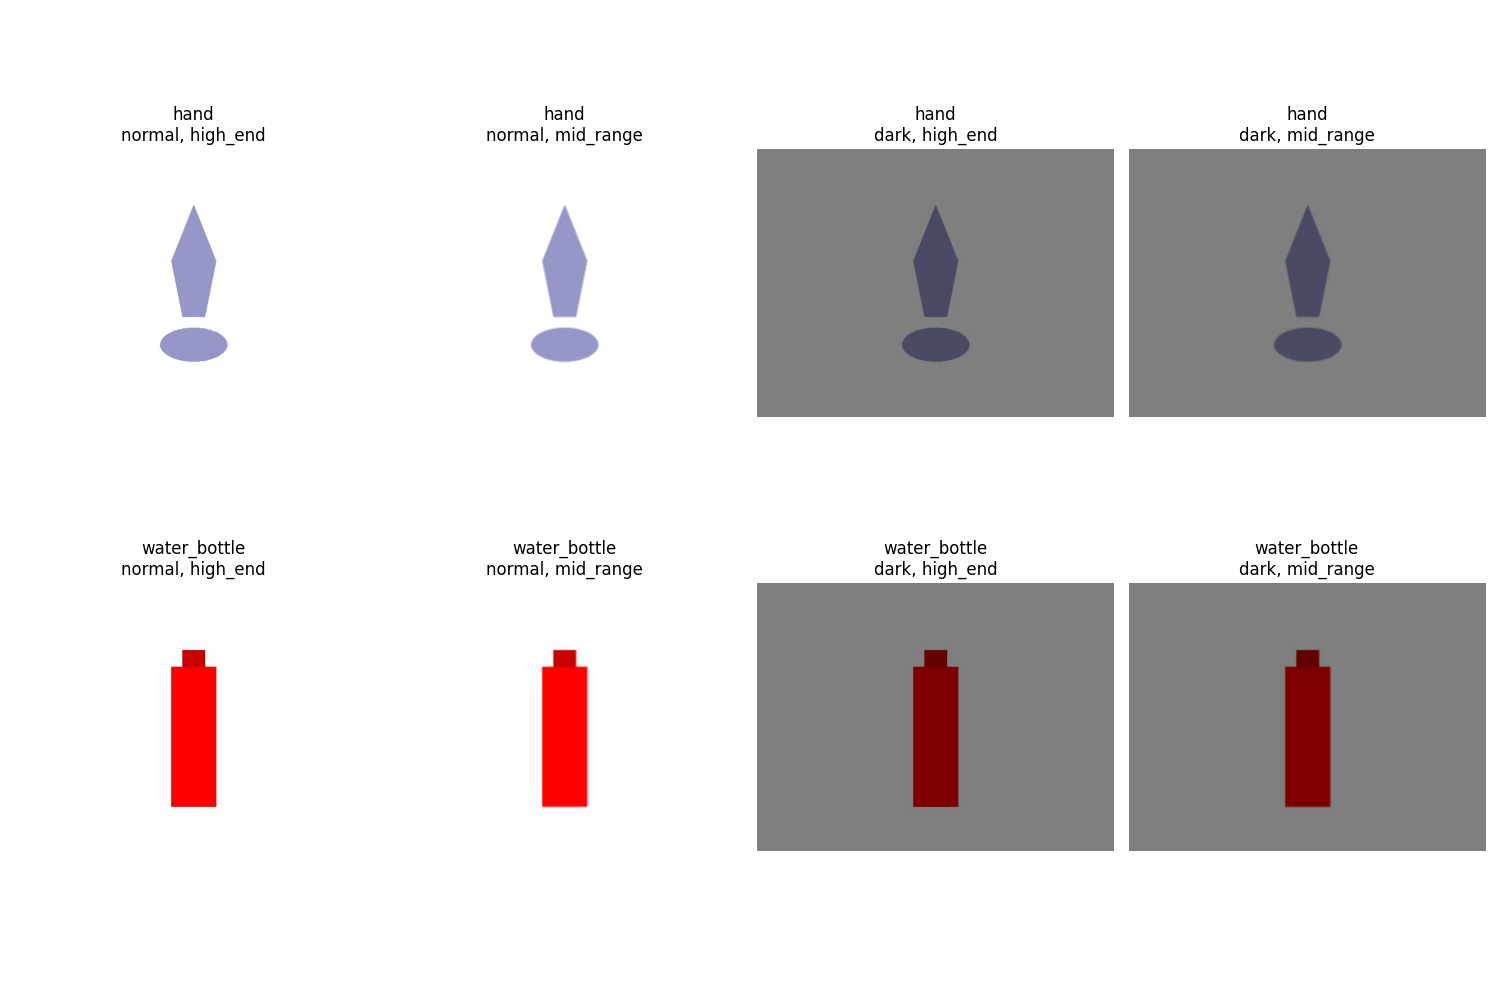 hand
normal, high_end
hand
normal, mid_range
hand
dark, high_end
hand
dark, mid_range
water_bottle
normal, high_end
water_bottle
normal, mid_range
water_bottle
dark, high_end
water_bottle
dark, mid_range